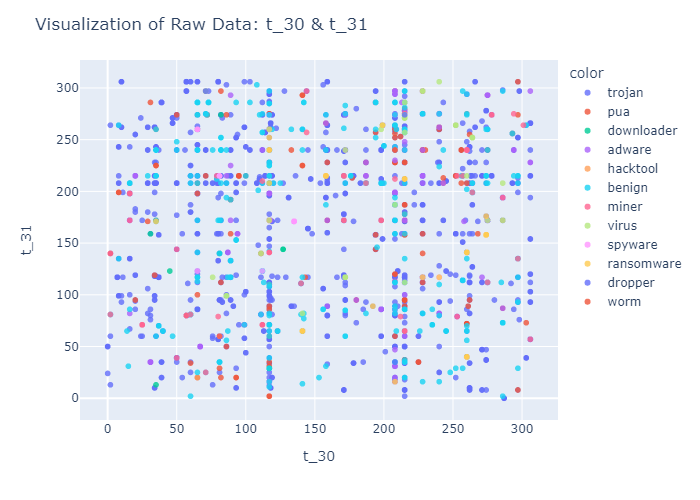 Visualization of Raw Data: t_30 & t_31
color
trojan
pua
downloader
adware
hacktool
benign
miner
virus
spyware
ransomware
dropper
worm
t_31
300
250
200
150
100
50
0
0 50 100 150 200 250 300
t_30